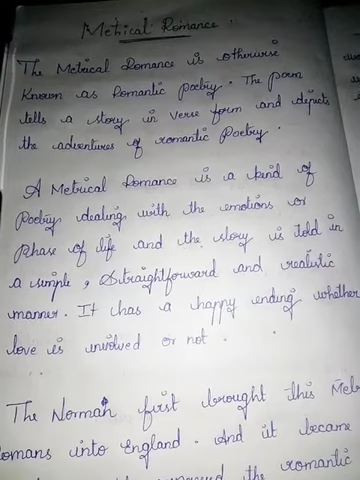 Metrical Romance.
The Metrical Romance is otherwise
Known as Romantic poetry. The poem
tells a story in verse form and depicts
the adventures of romantic Poetry.
A Metrical Romance is a kind of
Poetry dealing with the emotions or
Phase of life and the story is told in
a simple, Straightforward and realistic
manner. It has a happy ending whether
love is involved or not.
The Norman first brought this Met
Romans into England. And it became
the romantic